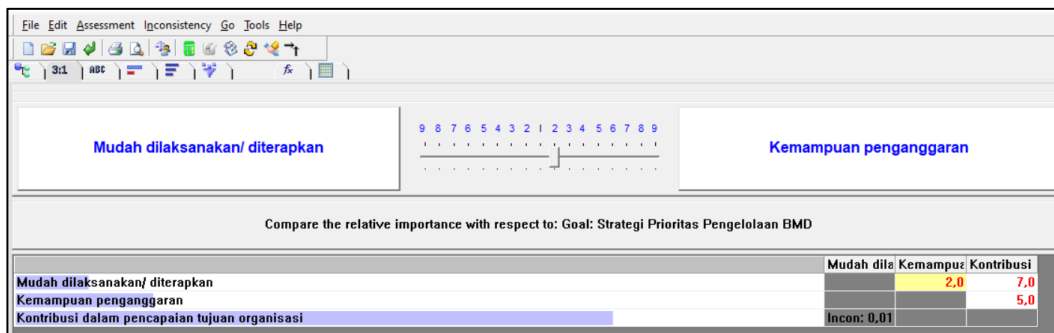 File Edit Assessment Inconsistency Go Tools Help
3:1 ABC fx
Mudah dilaksanakan/ diterapkan
9 8 7 6 5 4 3 2 1 2 3 4 5 6 7 8 9
Kemampuan penganggaran
Compare the relative importance with respect to: Goal: Strategi Prioritas Pengelolaan BMD
Mudah dila Kemampua Kontribusi
Mudah dilaksanakan/ diterapkan 2,0 7,0
Kemampuan penganggaran 5,0
Kontribusi dalam pencapaian tujuan organisasi Incon: 0,01